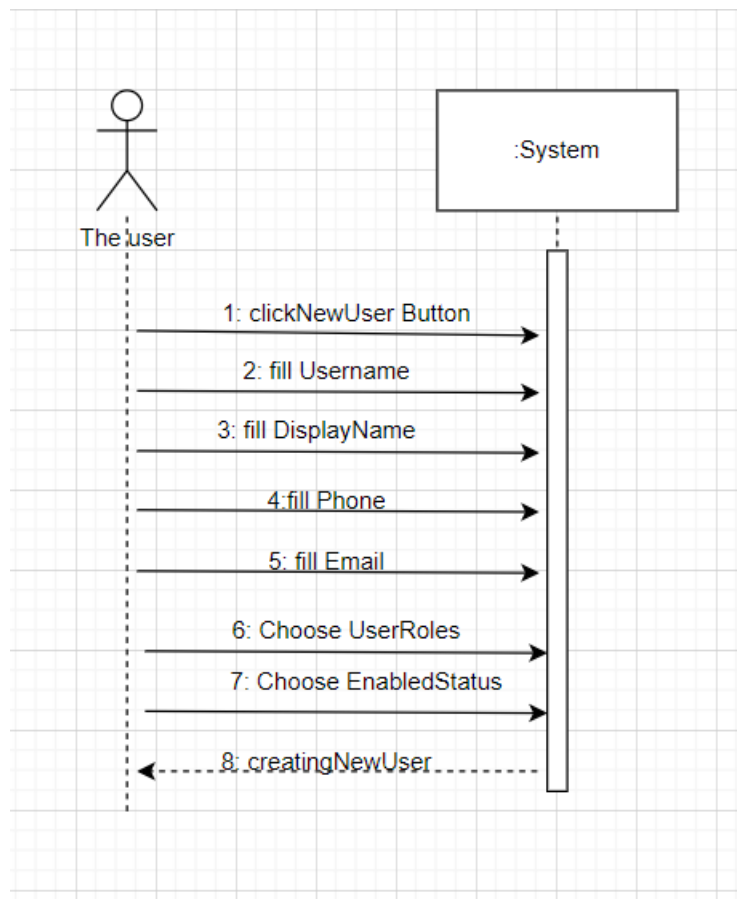 :System
The user
1: clickNewUser Button
2: fill Username
3: fill DisplayName
4:fill Phone
5: fill Email
6: Choose UserRoles
7: Choose EnabledStatus
8: creatingNewUser